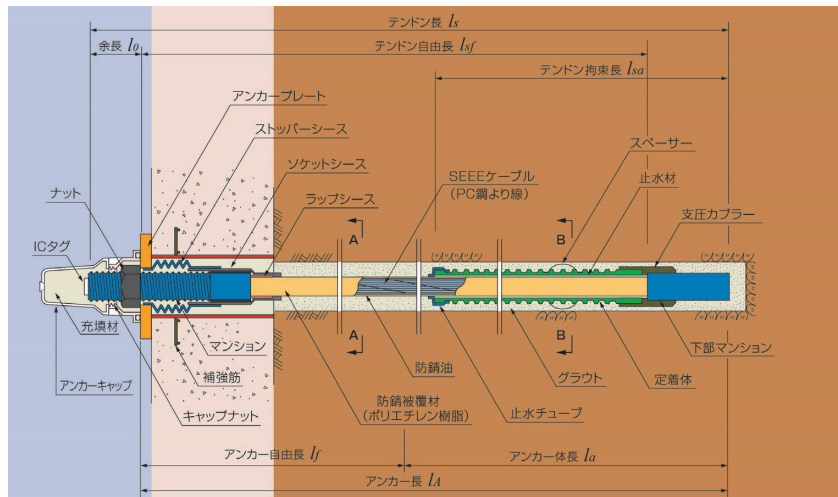 テンドン長 ls
余長 l0
テンドン自由長 lsf
テンドン拘束長 lsa
アンカープレート
ストッパーシース
スペーサー
ソケットシース
SEEEケーブル
(PC鋼より線)
止水材
ナット
ラップシース
支圧カプラー
ICタグ
A
B
充填材
マンション
A
B
下部マンション
補強筋
防錆油
グラウト
定着体
アンカーキャップ
キャップナット
防錆被覆材
(ポリエチレン樹脂)
止水チューブ
アンカー自由長 lf
アンカー体長 la
アンカー長 lA